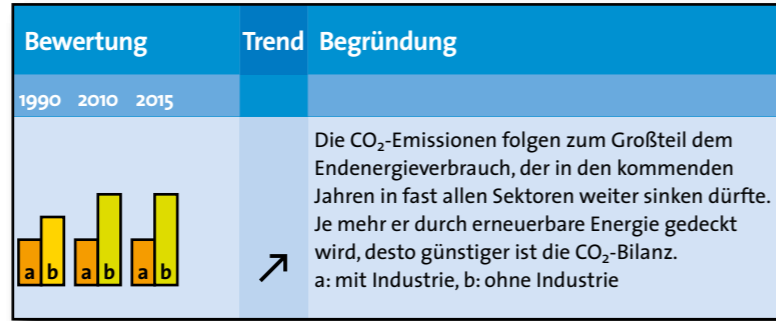 Bewertung Trend Begründung
1990 2010 2015
Die CO₂-Emissionen folgen zum Großteil dem
Endenergieverbrauch, der in den kommenden
Jahren in fast allen Sektoren weiter sinken dürfte.
Je mehr er durch erneuerbare Energie gedeckt
wird, desto günstiger ist die CO₂-Bilanz.
a: mit Industrie, b: ohne Industrie
a b a b a b